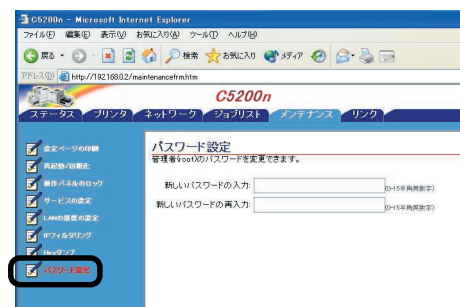 C5200n - Microsoft Internet Explorer
ファイル(F) 編集(E) 表示(V) お気に入り(A) ツール(T) ヘルプ(H)
戻る 検索 お気に入り メディア
アドレス(D) http://192.168.0.2/maintenancefrm.htm
C5200n
ステータス プリンタ ネットワーク ジョブリスト メンテナンス リンク
設定ページの印刷
再起動/初期化
操作パネルのロック
サービスの設定
LANの速度の設定
IPフィルタリング
Hexダンプ
パスワード設定
パスワード設定
管理者(root)のパスワードを変更できます。
新しいパスワードの入力: (0-15半角英数字)
新しいパスワードの再入力: (0-15半角英数字)